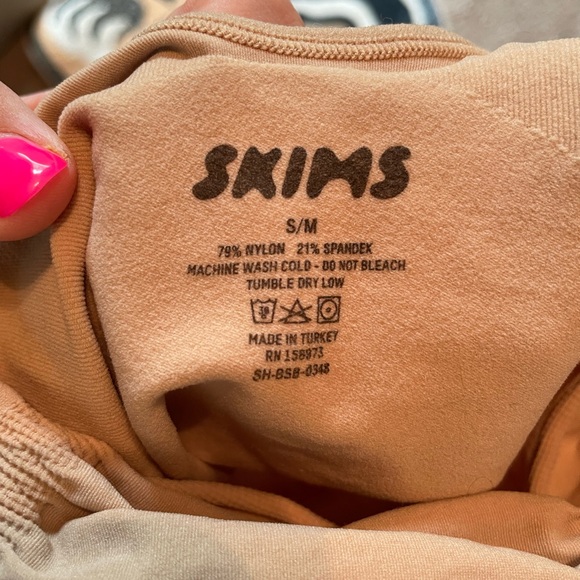 SKIMS
S/M
79% NYLON 21% SPANDEX
MACHINE WASH COLD - DO NOT BLEACH
TUMBLE DRY LOW
MADE IN TURKEY
RN 158973
SH-BSB-0348